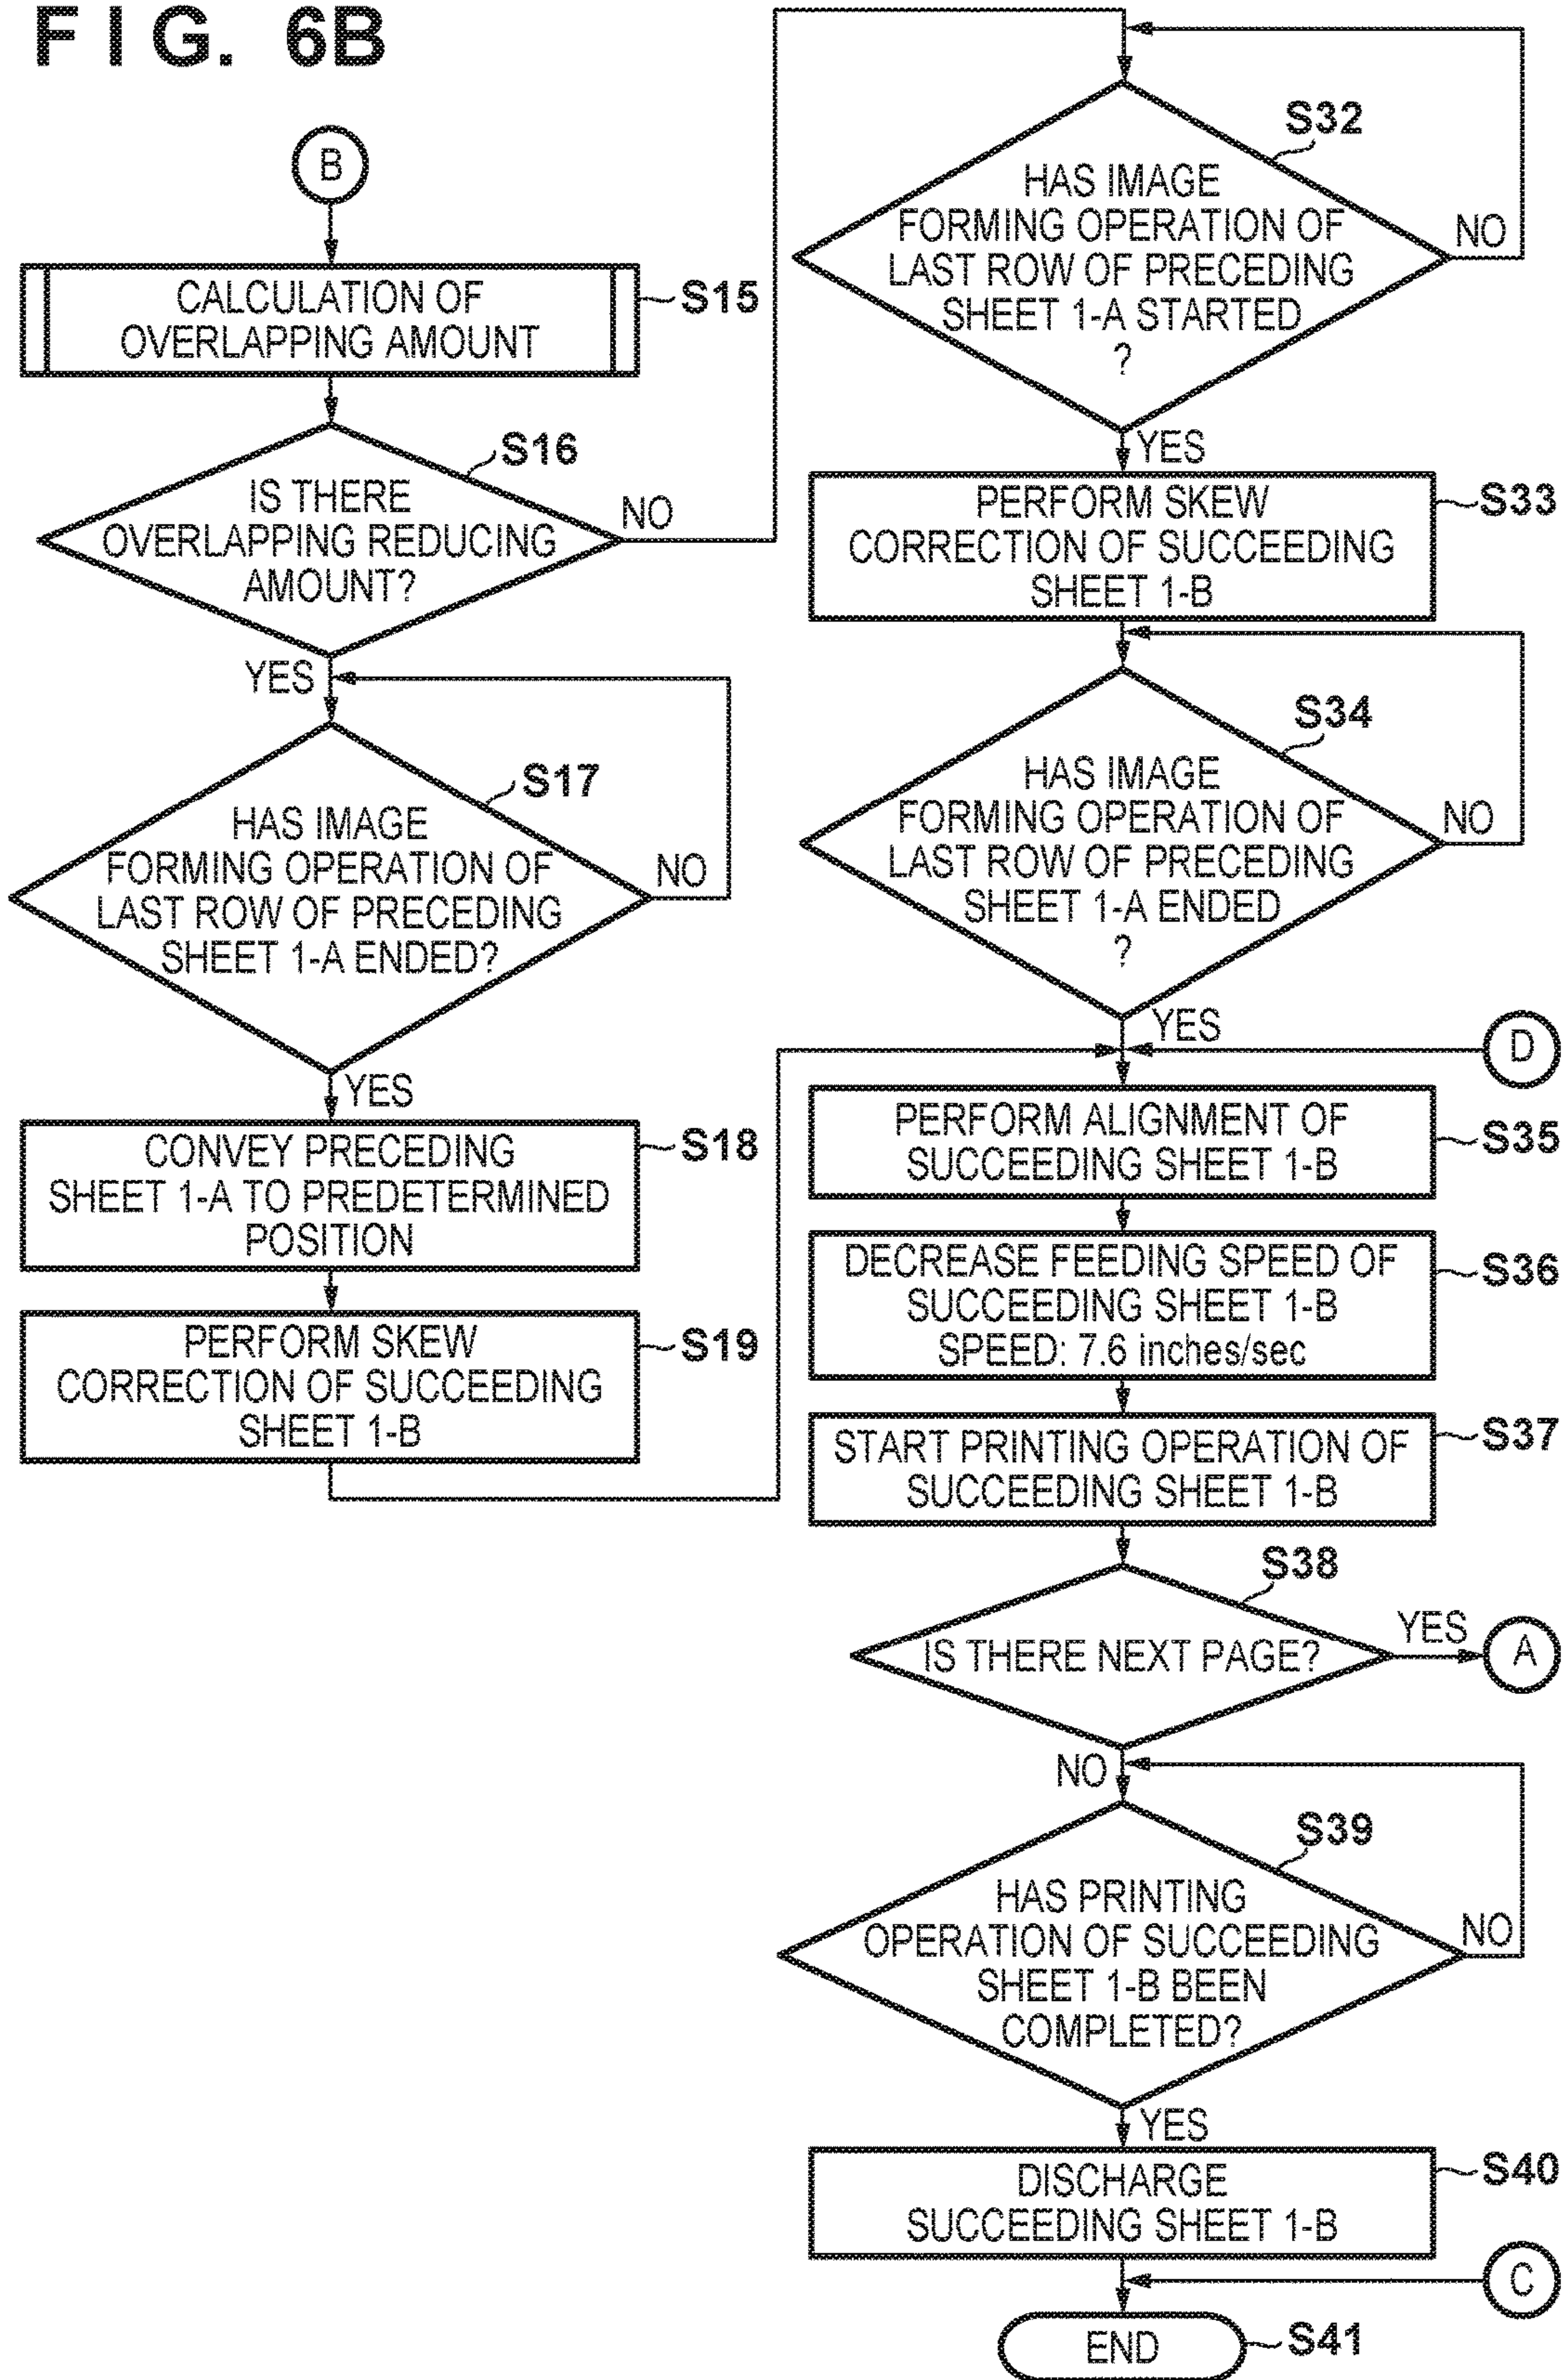 FIG. 6B
B
CALCULATION OF
OVERLAPPING AMOUNT
S15
S16
IS THERE
OVERLAPPING REDUCING
AMOUNT?
NO
YES
S17
HAS IMAGE
FORMING OPERATION OF
LAST ROW OF PRECEDING
SHEET 1-A ENDED?
NO
YES
CONVEY PRECEDING
SHEET 1-A TO PREDETERMINED
POSITION
S18
PERFORM SKEW
CORRECTION OF SUCCEEDING
SHEET 1-B
S19
S32
HAS IMAGE
FORMING OPERATION OF
LAST ROW OF PRECEDING
SHEET 1-A STARTED
?
NO
YES
PERFORM SKEW
CORRECTION OF SUCCEEDING
SHEET 1-B
S33
S34
HAS IMAGE
FORMING OPERATION OF
LAST ROW OF PRECEDING
SHEET 1-A ENDED
?
NO
YES
D
PERFORM ALIGNMENT OF
SUCCEEDING SHEET 1-B
S35
DECREASE FEEDING SPEED OF
SUCCEEDING SHEET 1-B
SPEED: 7.6 inches/sec
S36
START PRINTING OPERATION OF
SUCCEEDING SHEET 1-B
S37
S38
IS THERE NEXT PAGE?
YES
A
NO
S39
HAS PRINTING
OPERATION OF SUCCEEDING
SHEET 1-B BEEN
COMPLETED?
NO
YES
DISCHARGE
SUCCEEDING SHEET 1-B
S40
C
END
S41